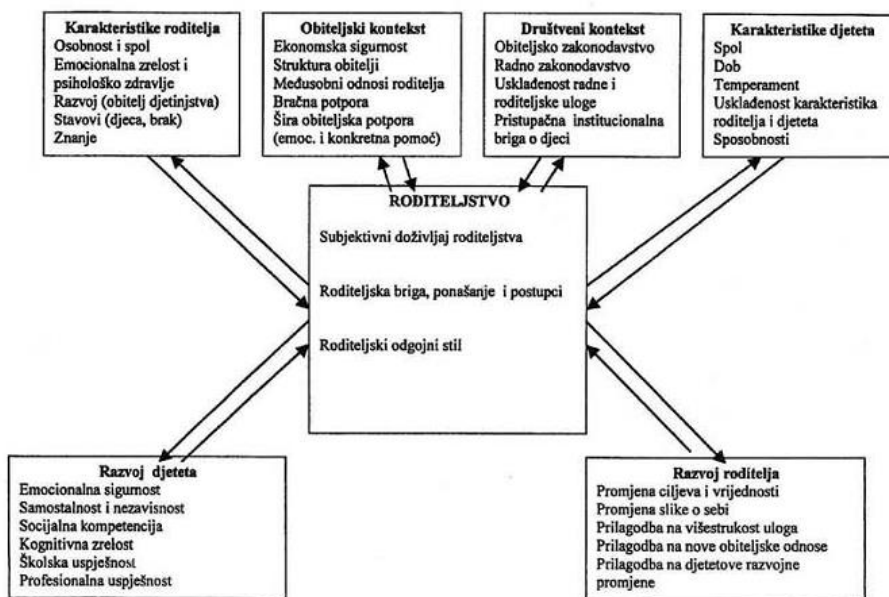 Karakteristike roditelja
Osobnost i spol
Emocionalna zrelost i
psihološko zdravlje
Razvoj (obitelj djetinjstva)
Stavovi (djeca, brak)
Znanje
Obiteljski kontekst
Ekonomska sigurnost
Struktura obitelji
Međusobni odnosi roditelja
Bračna potpora
Šira obiteljska potpora
(emoc. i konkretna pomoć)
Društveni kontekst
Obiteljsko zakonodavstvo
Radno zakonodavstvo
Usklađenost radne i
roditeljske uloge
Pristupačna institucionalna
briga o djeci
Karakteristike djeteta
Spol
Dob
Temperament
Usklađenost karakteristika
roditelja i djeteta
Sposobnosti
RODITELJSTVO
Subjektivni doživljaj roditeljstva
Roditeljska briga, ponašanje i postupci
Roditeljski odgojni stil
Razvoj djeteta
Emocionalna sigurnost
Samostalnost i nezavisnost
Socijalna kompetencija
Kognitivna zrelost
Školska uspješnost
Profesionalna uspješnost
Razvoj roditelja
Promjena ciljeva i vrijednosti
Promjena slike o sebi
Prilagodba na višestrukost uloga
Prilagodba na nove obiteljske odnose
Prilagodba na djetetove razvojne
promjene